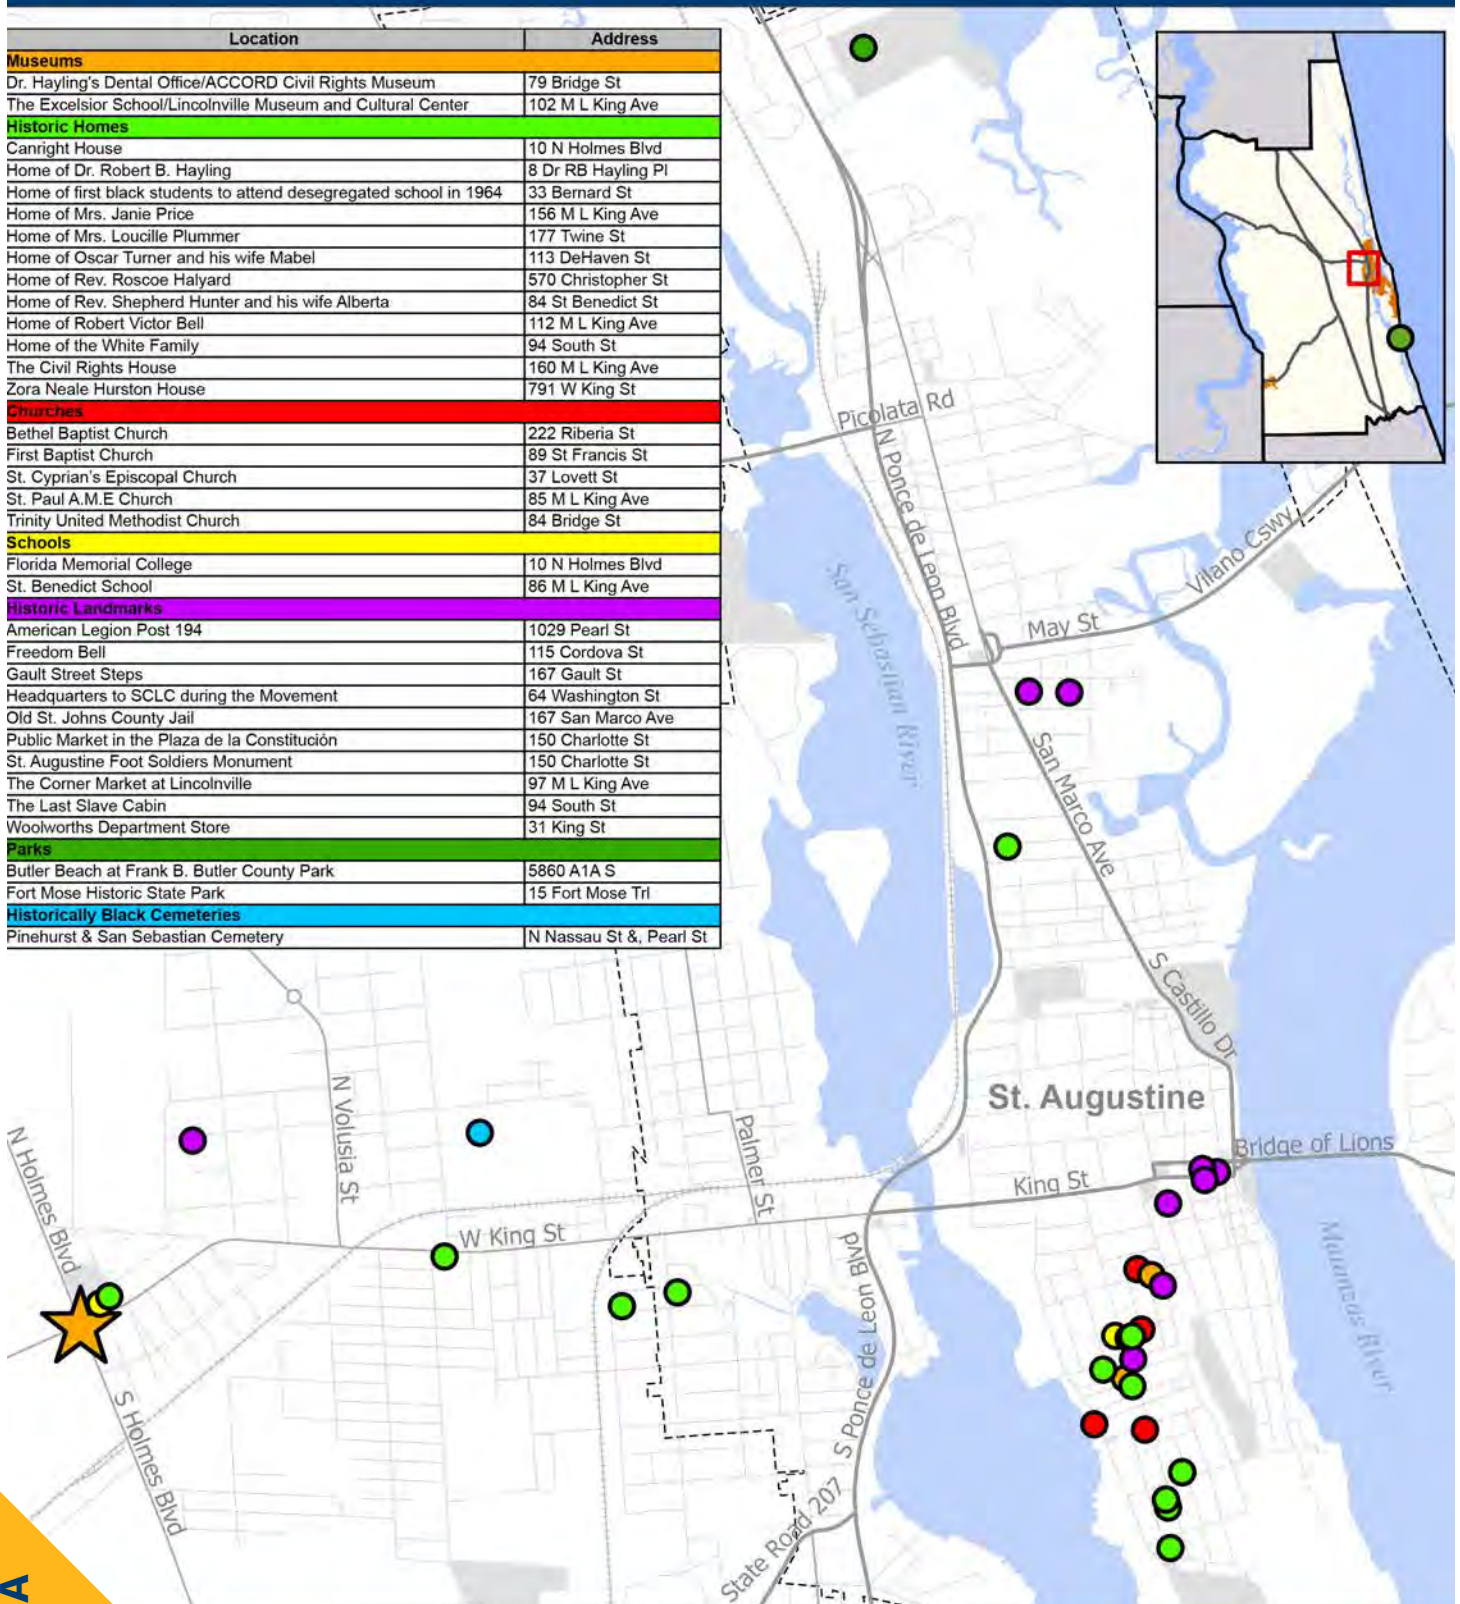 Location Address
Museums
Dr. Hayling's Dental Office/ACCORD Civil Rights Museum 79 Bridge St
The Excelsior School/Lincolnville Museum and Cultural Center 102 M L King Ave
Historic Homes
Canright House 10 N Holmes Blvd
Home of Dr. Robert B. Hayling 8 Dr RB Hayling Pl
Home of first black students to attend desegregated school in 1964 33 Bernard St
Home of Mrs. Janie Price 156 M L King Ave
Home of Mrs. Loucille Plummer 177 Twine St
Home of Oscar Turner and his wife Mabel 113 DeHaven St
Home of Rev. Roscoe Halyard 570 Christopher St
Home of Rev. Shepherd Hunter and his wife Alberta 84 St Benedict St
Home of Robert Victor Bell 112 M L King Ave
Home of the White Family 94 South St
The Civil Rights House 160 M L King Ave
Zora Neale Hurston House 791 W King St
Churches
Bethel Baptist Church 222 Riberia St
First Baptist Church 89 St Francis St
St. Cyprian's Episcopal Church 37 Lovett St
St. Paul A.M.E Church 85 M L King Ave
Trinity United Methodist Church 84 Bridge St
Schools
Florida Memorial College 10 N Holmes Blvd
St. Benedict School 86 M L King Ave
Historic Landmarks
American Legion Post 194 1029 Pearl St
Freedom Bell 115 Cordova St
Gault Street Steps 167 Gault St
Headquarters to SCLC during the Movement 64 Washington St
Old St. Johns County Jail 167 San Marco Ave
Public Market in the Plaza de la Constitución 150 Charlotte St
St. Augustine Foot Soldiers Monument 150 Charlotte St
The Corner Market at Lincolnville 97 M L King Ave
The Last Slave Cabin 94 South St
Woolworths Department Store 31 King St
Parks
Butler Beach at Frank B. Butler County Park 5860 A1A S
Fort Mose Historic State Park 15 Fort Mose Trl
Historically Black Cemeteries
Pinehurst & San Sebastian Cemetery N Nassau St &, Pearl St
Picolata Rd
N Ponce de Leon Blvd
San Sebastian River
Vilano Cswy
May St
San Marco Ave
S Castillo Dr
St. Augustine
Bridge of Lions
King St
Palmer St
N Volusia St
N Holmes Blvd
W King St
Matanzas River
S Ponce de Leon Blvd
S Holmes Blvd
State Road 207
A